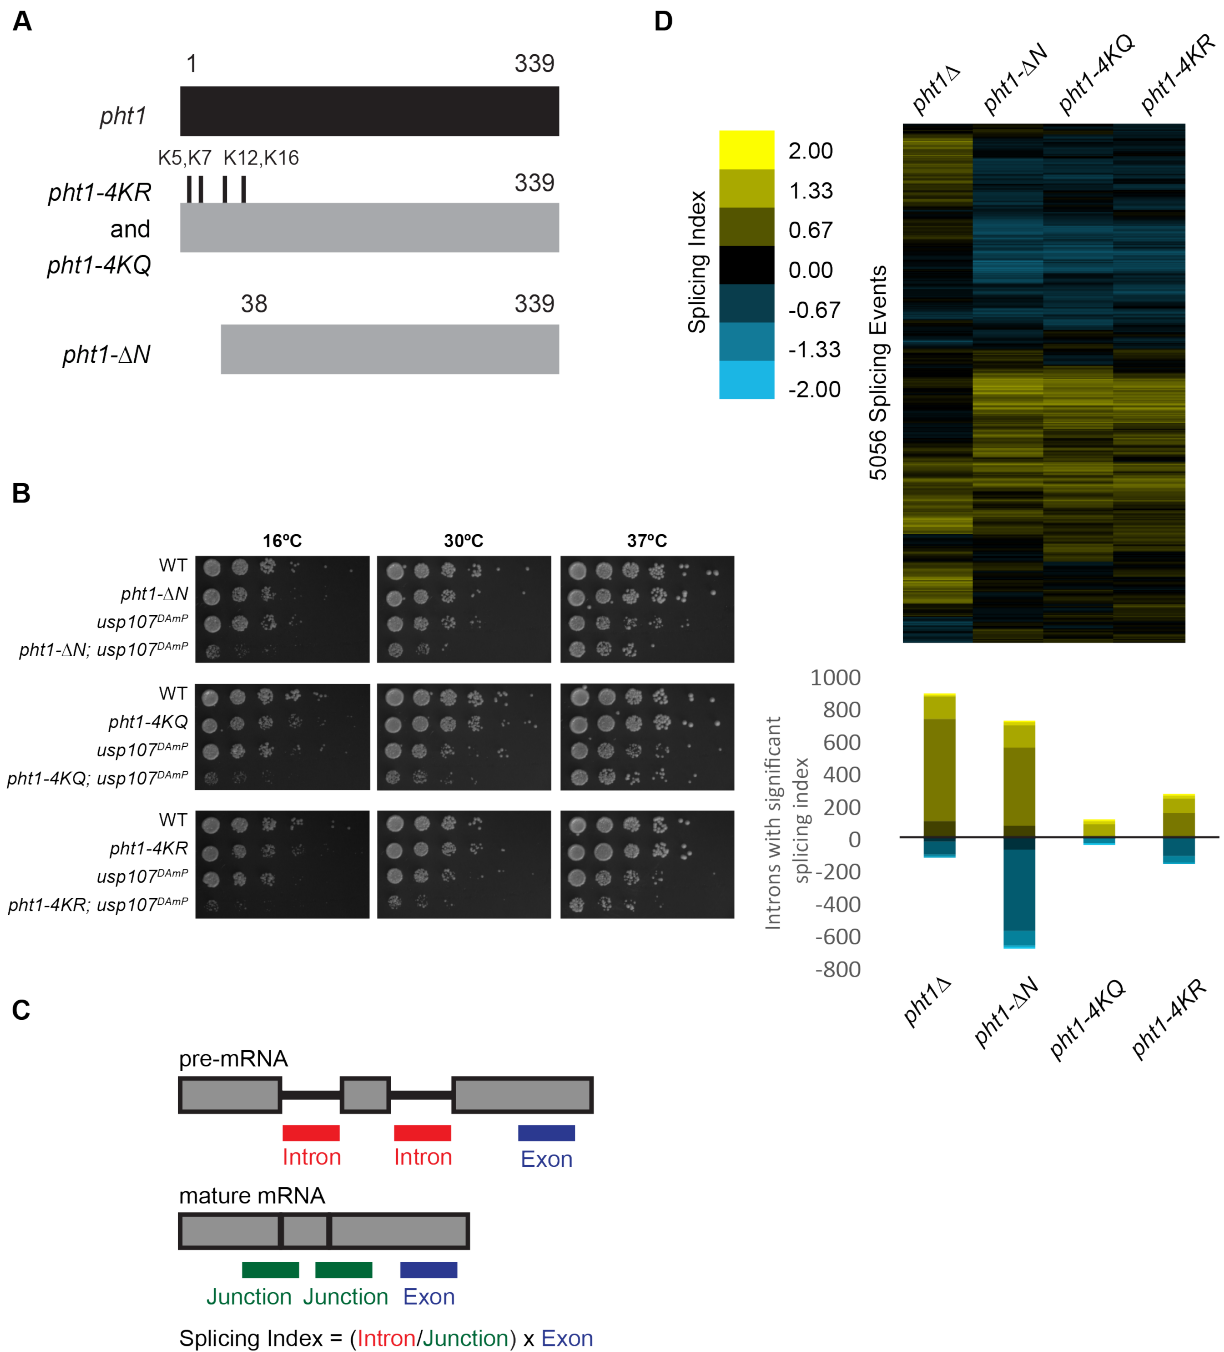 A
1 339
pht1
K5,K7 K12,K16
pht1-4KR 339
and
pht1-4KQ
38 339
pht1-ΔN
B
16ºC 30ºC 37ºC
WT
pht1-ΔN
usp107DAmP
pht1-ΔN; usp107DAmP
WT
pht1-4KQ
usp107DAmP
pht1-4KQ; usp107DAmP
WT
pht1-4KR
usp107DAmP
pht1-4KR; usp107DAmP
C
pre-mRNA
Intron Intron Exon
mature mRNA
Junction Junction Exon
Splicing Index = (Intron/Junction) x Exon
D
pht1Δ pht1-ΔN pht1-4KQ pht1-4KR
Splicing Index
2.00
1.33
0.67
0.00
-0.67
-1.33
-2.00
5056 Splicing Events
Introns with significant
splicing index
1000
800
600
400
200
0
-200
-400
-600
-800
pht1Δ pht1-ΔN pht1-4KQ pht1-4KR